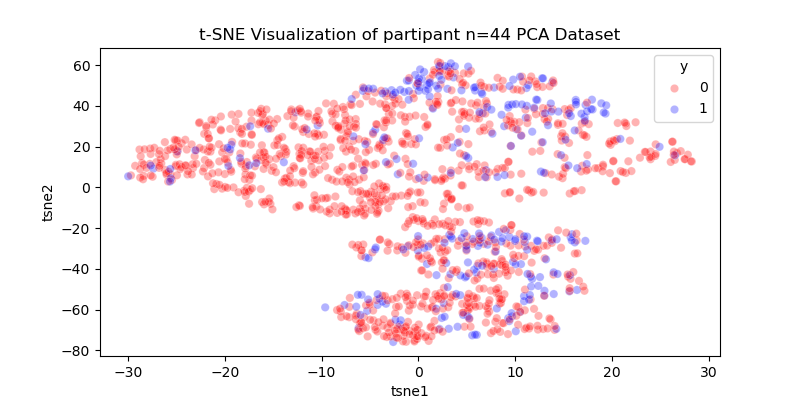 t-SNE Visualization of partipant n=44 PCA Dataset
y
0
1
60
40
20
0
−20
−40
−60
−80
tsne2
−30 −20 −10 0 10 20 30
tsne1